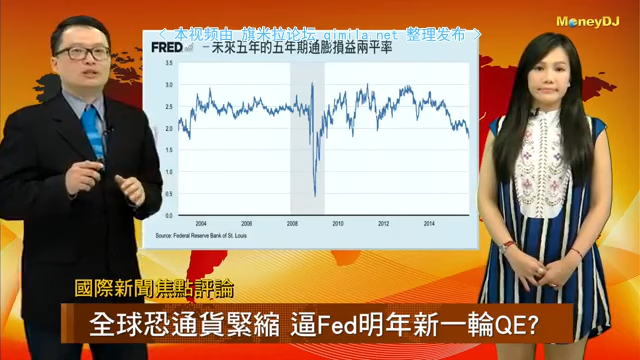 < 本视频由 旗米拉论坛 qimila.net 整理发布 >
MoneyDJ
FRED
未來五年的五年期通膨損益兩平率
3.5
3.0
2.5
2.0
1.5
1.0
0.5
0.0
2004 2006 2008 2010 2012 2014
Source: Federal Reserve Bank of St. Louis
國際新聞焦點評論
全球恐通貨緊縮 逼Fed明年新一輪QE?